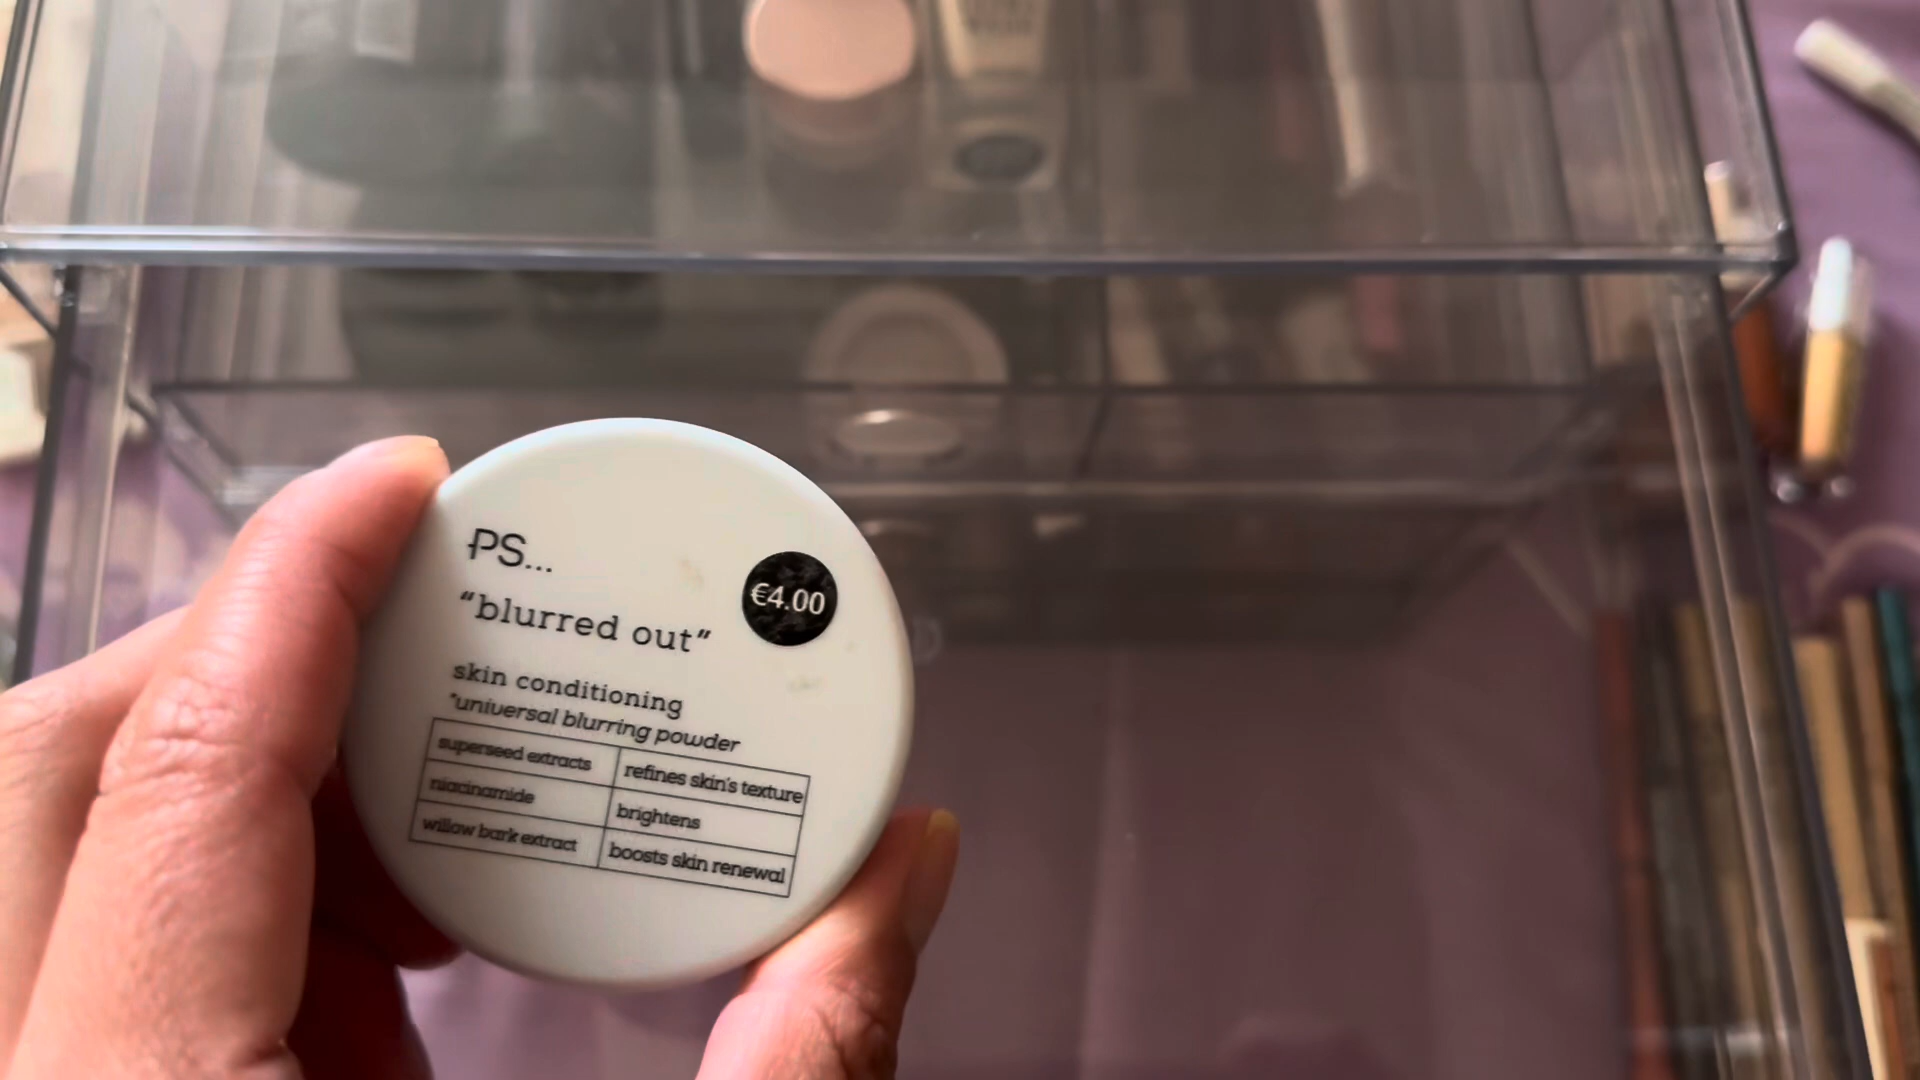 PS...
"blurred out"
€4.00
skin conditioning
"universal blurring powder
superseed extracts
refines skin's texture
niacinamide
brightens
willow bark extract
boosts skin renewal